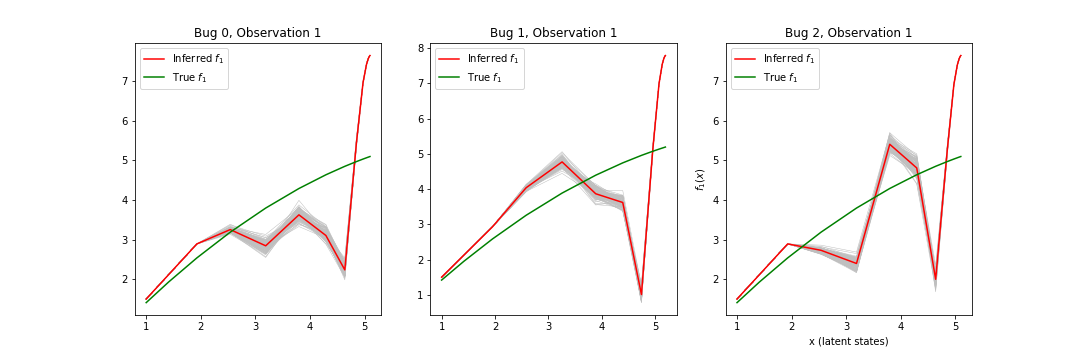 Bug 0, Observation 1
Inferred f₁
True f₁
7
6
5
4
3
2
1 2 3 4 5
Bug 1, Observation 1
Inferred f₁
True f₁
8
7
6
5
4
3
2
1
1 2 3 4 5
Bug 2, Observation 1
Inferred f₁
True f₁
f₁(x)
7
6
5
4
3
2
1 2 3 4 5
x (latent states)